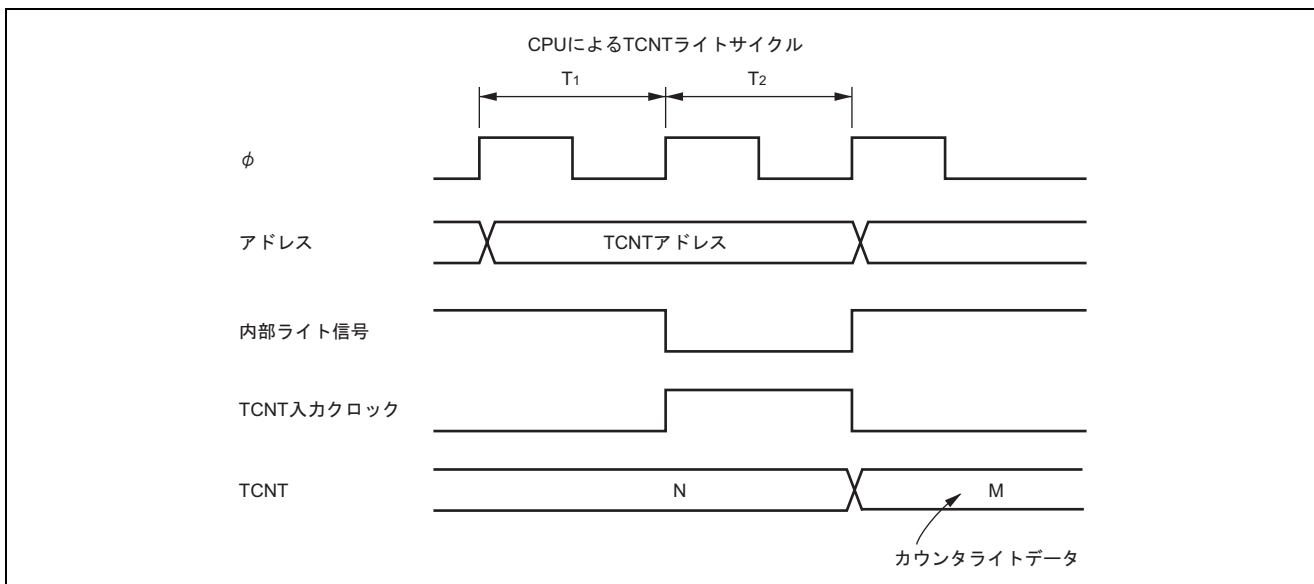 CPUによるTCNTライトサイクル
T1 T2
φ
アドレス TCNTアドレス
内部ライト信号
TCNT入力クロック
TCNT N M
カウンタライトデータ